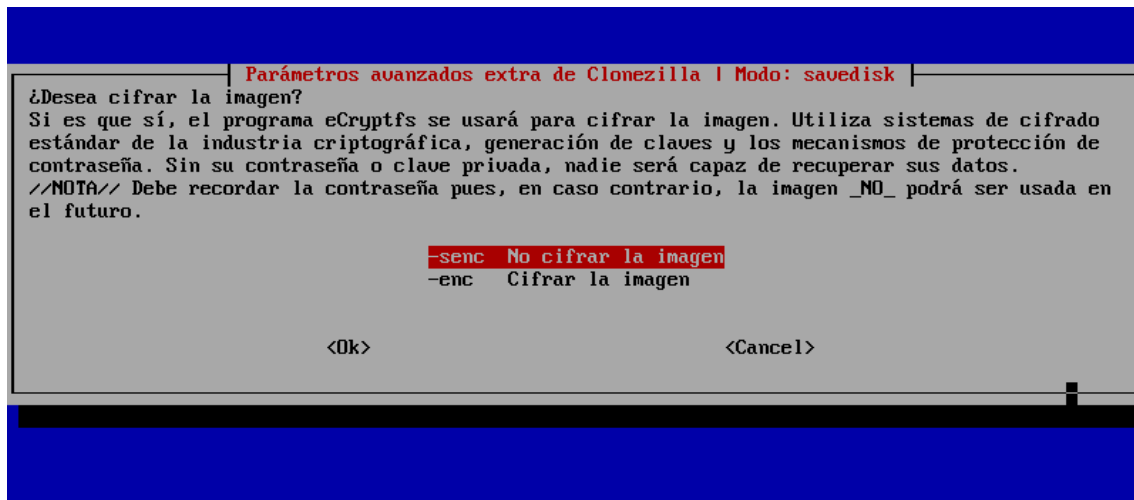 Parámetros avanzados extra de Clonezilla | Modo: savedisk
¿Desea cifrar la imagen?
Si es que sí, el programa eCryptfs se usará para cifrar la imagen. Utiliza sistemas de cifrado
estándar de la industria criptográfica, generación de claves y los mecanismos de protección de
contraseña. Sin su contraseña o clave privada, nadie será capaz de recuperar sus datos.
//NOTA// Debe recordar la contraseña pues, en caso contrario, la imagen _NO_ podrá ser usada en
el futuro.
-senc No cifrar la imagen
-enc Cifrar la imagen
<Ok> <Cancel>